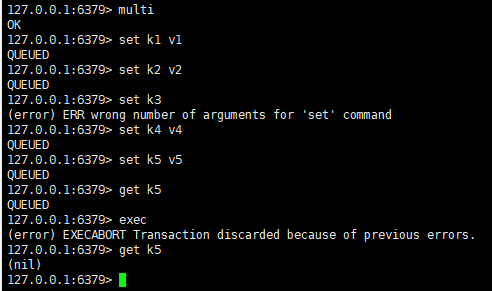 127.0.0.1:6379> multi
OK
127.0.0.1:6379> set k1 v1
QUEUED
127.0.0.1:6379> set k2 v2
QUEUED
127.0.0.1:6379> set k3
(error) ERR wrong number of arguments for 'set' command
127.0.0.1:6379> set k4 v4
QUEUED
127.0.0.1:6379> set k5 v5
QUEUED
127.0.0.1:6379> get k5
QUEUED
127.0.0.1:6379> exec
(error) EXECABORT Transaction discarded because of previous errors.
127.0.0.1:6379> get k5
(nil)
127.0.0.1:6379>